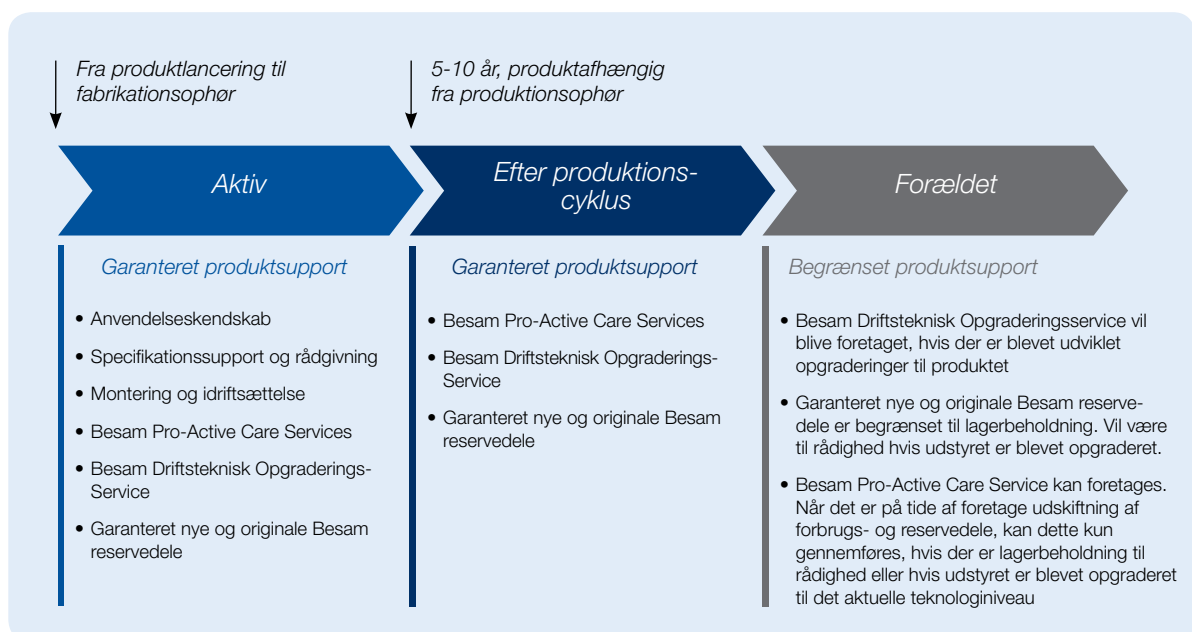 Fra produktlancering til
fabrikationsophør
5-10 år, produktafhængig
fra produktionsophør
Aktiv
Efter produktions-
cyklus
Forældet
Garanteret produktsupport
• Anvendelseskendskab
• Specifikationssupport og rådgivning
• Montering og idriftsættelse
• Besam Pro-Active Care Services
• Besam Driftsteknisk Opgraderings-
Service
• Garanteret nye og originale Besam
reservedele
Garanteret produktsupport
• Besam Pro-Active Care Services
• Besam Driftsteknisk Opgraderings-
Service
• Garanteret nye og originale Besam
reservedele
Begrænset produktsupport
• Besam Driftsteknisk Opgraderingsservice vil
blive foretaget, hvis der er blevet udviklet
opgraderinger til produktet
• Garanteret nye og originale Besam reserve-
dele er begrænset til lagerbeholdning. Vil være
til rådighed hvis udstyret er blevet opgraderet.
• Besam Pro-Active Care Service kan foretages.
Når det er på tide af foretage udskiftning af
forbrugs- og reservedele, kan dette kun
gennemføres, hvis der er lagerbeholdning til
rådighed eller hvis udstyret er blevet opgraderet
til det aktuelle teknologiniveau